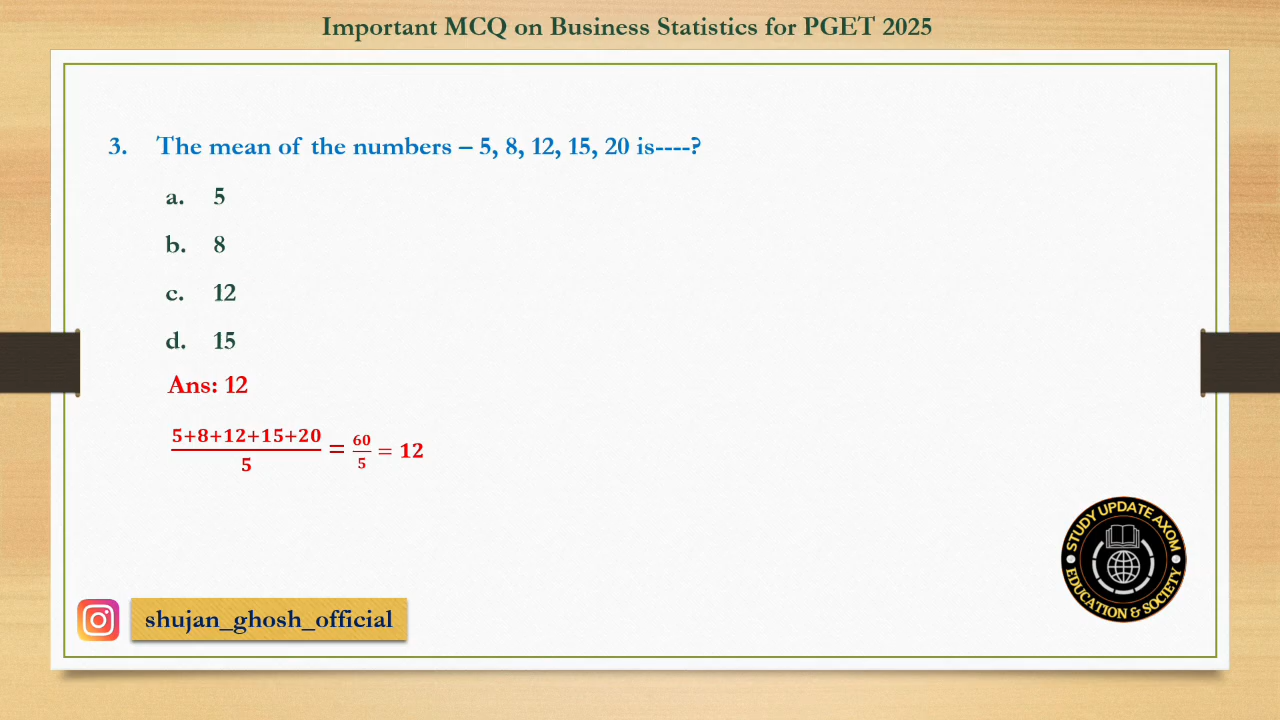 Important MCQ on Business Statistics for PGET 2025
3. The mean of the numbers – 5, 8, 12, 15, 20 is----?
a. 5
b. 8
c. 12
d. 15
Ans: 12
5+8+12+15+20
5
= 60/5 = 12
STUDY UPDATE AXOM
EDUCATION & SOCIETY
shujan_ghosh_official